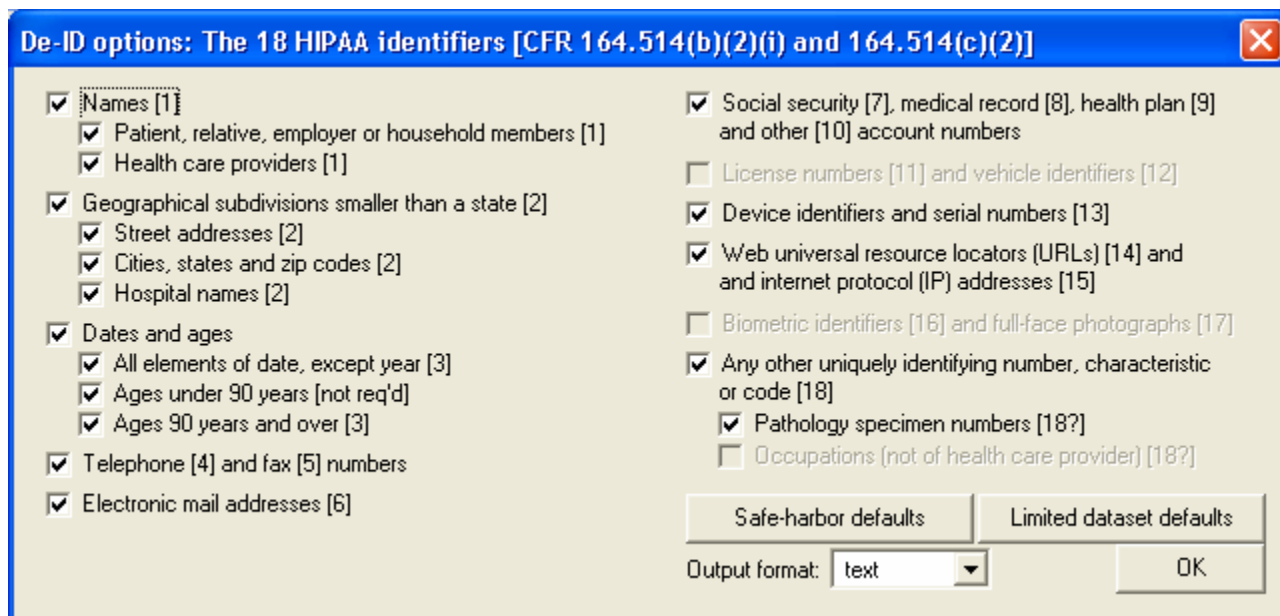 De-ID options: The 18 HIPAA identifiers [CFR 164.514(b)(2)(i) and 164.514(c)(2)]
Names [1]
Patient, relative, employer or household members [1]
Health care providers [1]
Geographical subdivisions smaller than a state [2]
Street addresses [2]
Cities, states and zip codes [2]
Hospital names [2]
Dates and ages
All elements of date, except year [3]
Ages under 90 years [not req'd]
Ages 90 years and over [3]
Telephone [4] and fax [5] numbers
Electronic mail addresses [6]
Social security [7], medical record [8], health plan [9]
and other [10] account numbers
License numbers [11] and vehicle identifiers [12]
Device identifiers and serial numbers [13]
Web universal resource locators (URLs) [14] and
and internet protocol (IP) addresses [15]
Biometric identifiers [16] and full-face photographs [17]
Any other uniquely identifying number, characteristic
or code [18]
Pathology specimen numbers [18?]
Occupations (not of health care provider) [18?]
Safe-harbor defaults
Limited dataset defaults
Output format: text
OK